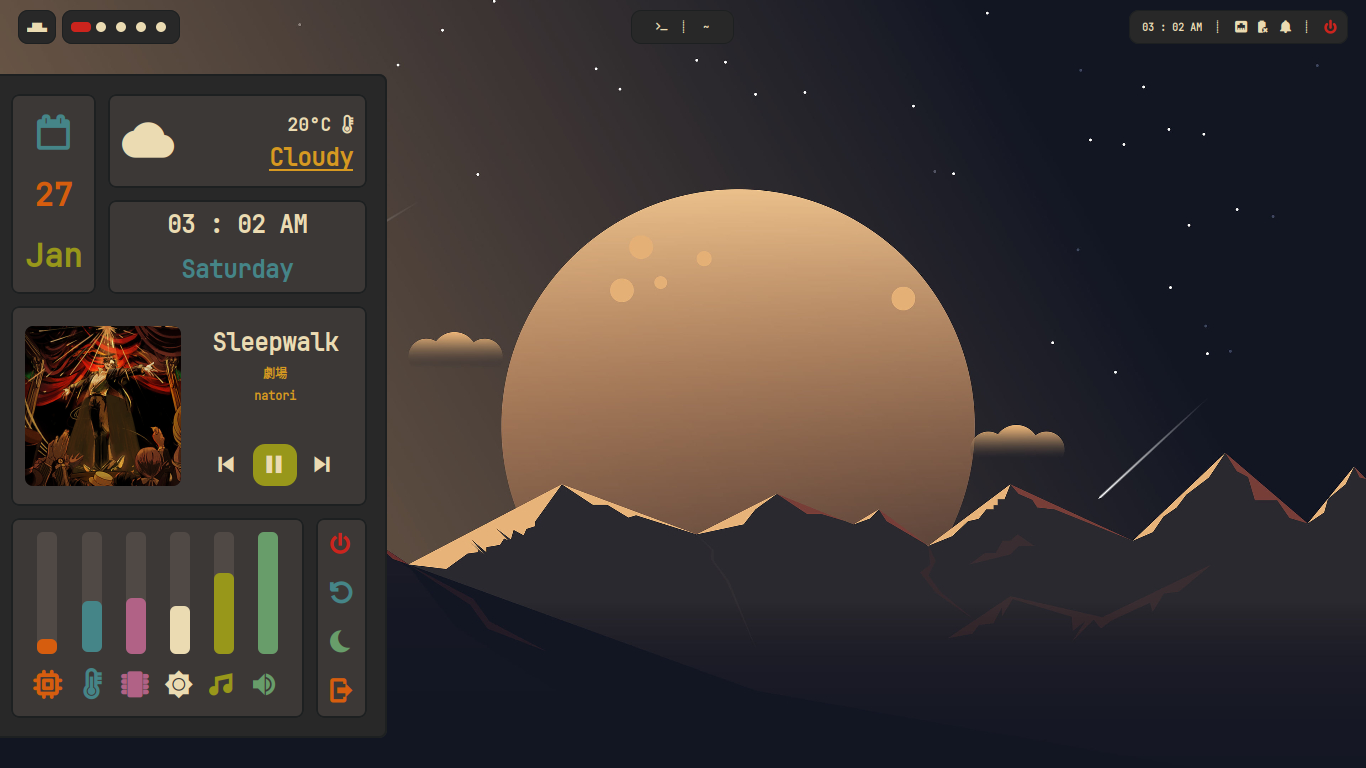 >_ ┊ ~
03 : 02 AM
20°C
Cloudy
27
Jan
03 : 02 AM
Saturday
Sleepwalk
劇場
natori